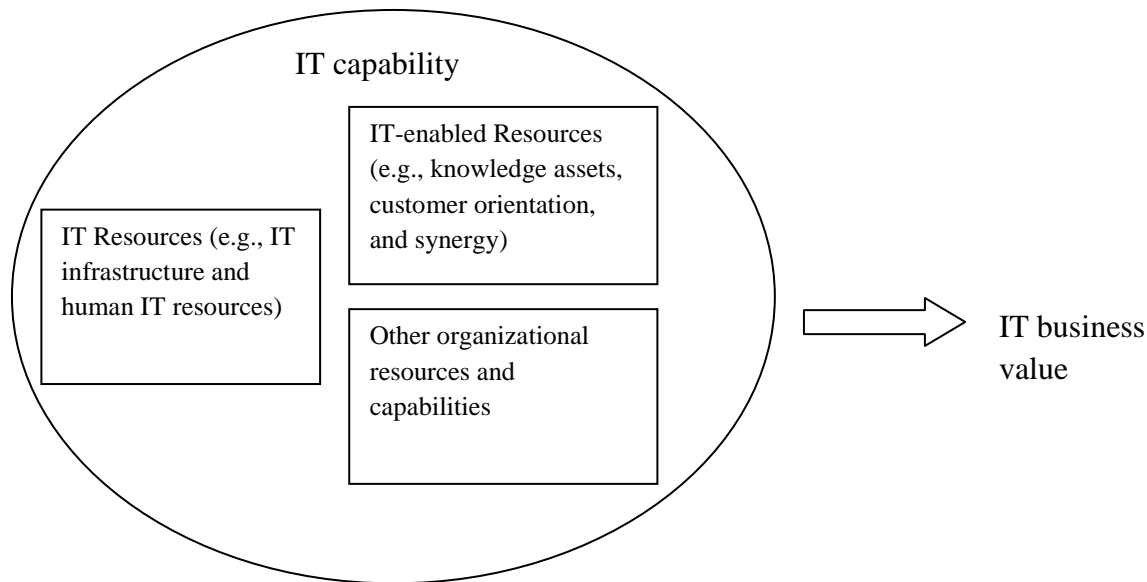 IT capability
IT-enabled Resources
(e.g., knowledge assets,
customer orientation,
and synergy)
IT Resources (e.g., IT
infrastructure and
human IT resources)
Other organizational
resources and
capabilities
IT business
value